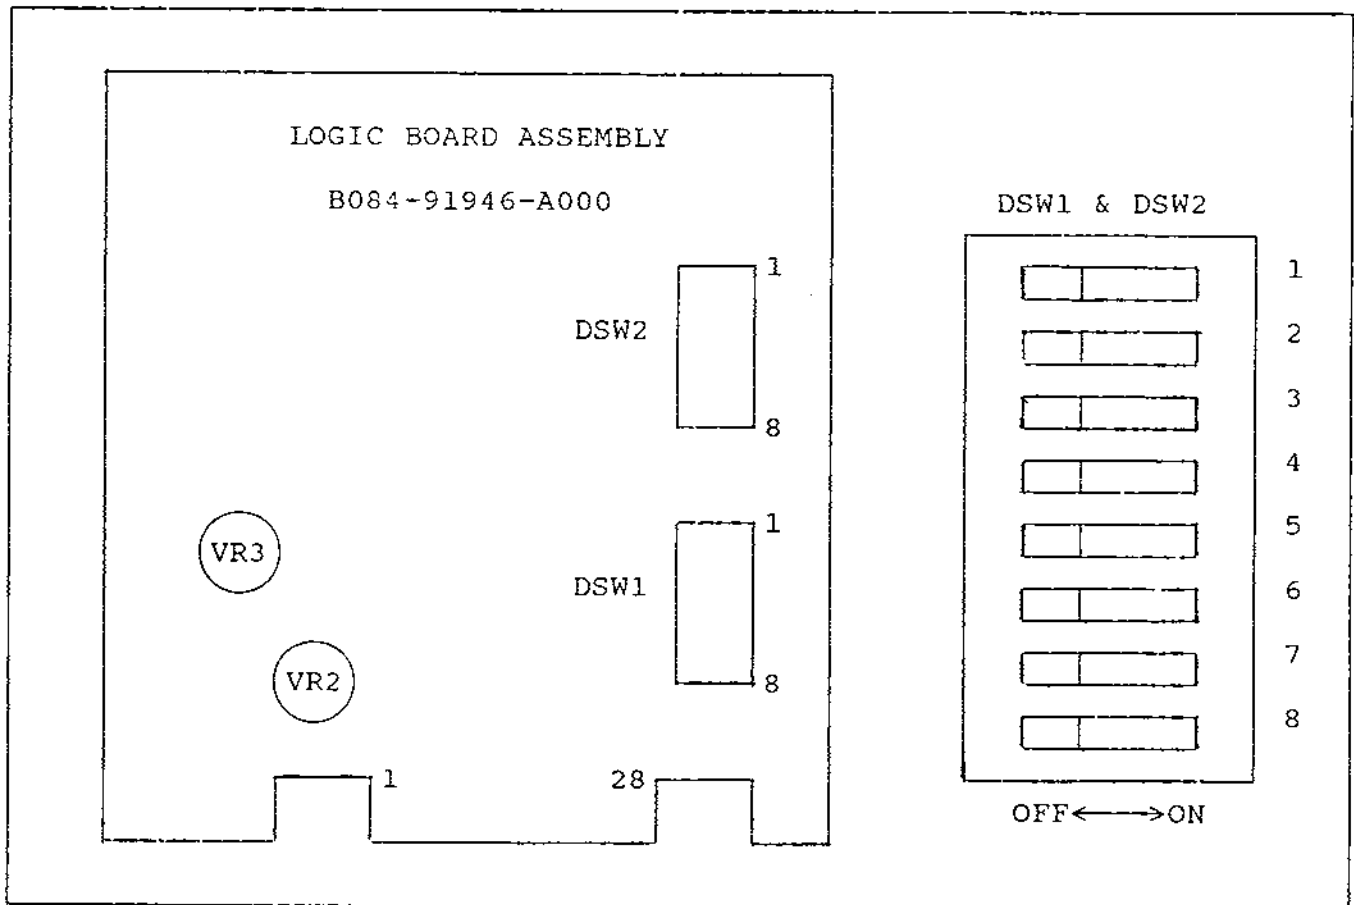 LOGIC BOARD ASSEMBLY
B084-91946-A000
DSW1 & DSW2
1
DSW2
8
1
VR3
DSW1
VR2
8
1
28
1
2
3
4
5
6
7
8
OFF<-->ON